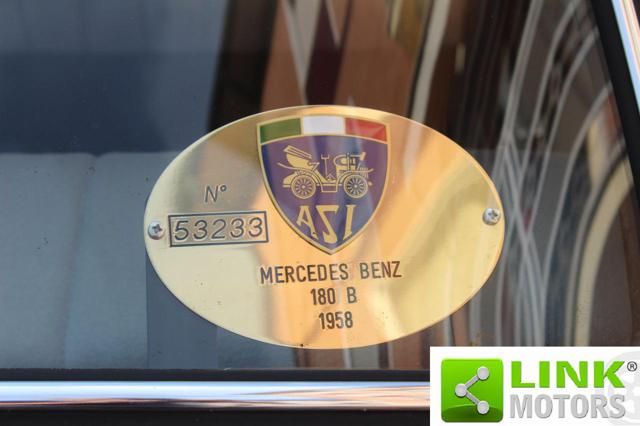 N°
53233
ASI
MERCEDES BENZ
180 B
1958
LINK
MOTORS